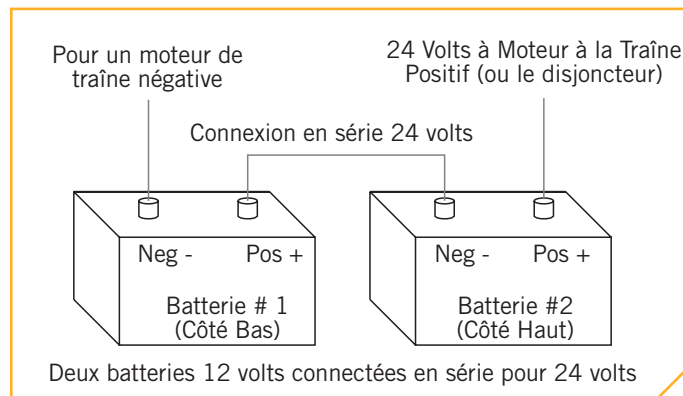 Pour un moteur de
traîne négative
24 Volts à Moteur à la Traîne
Positif (ou le disjoncteur)
Connexion en série 24 volts
Neg - Pos +
Batterie # 1
(Côté Bas)
Neg - Pos +
Batterie #2
(Côté Haut)
Deux batteries 12 volts connectées en série pour 24 volts